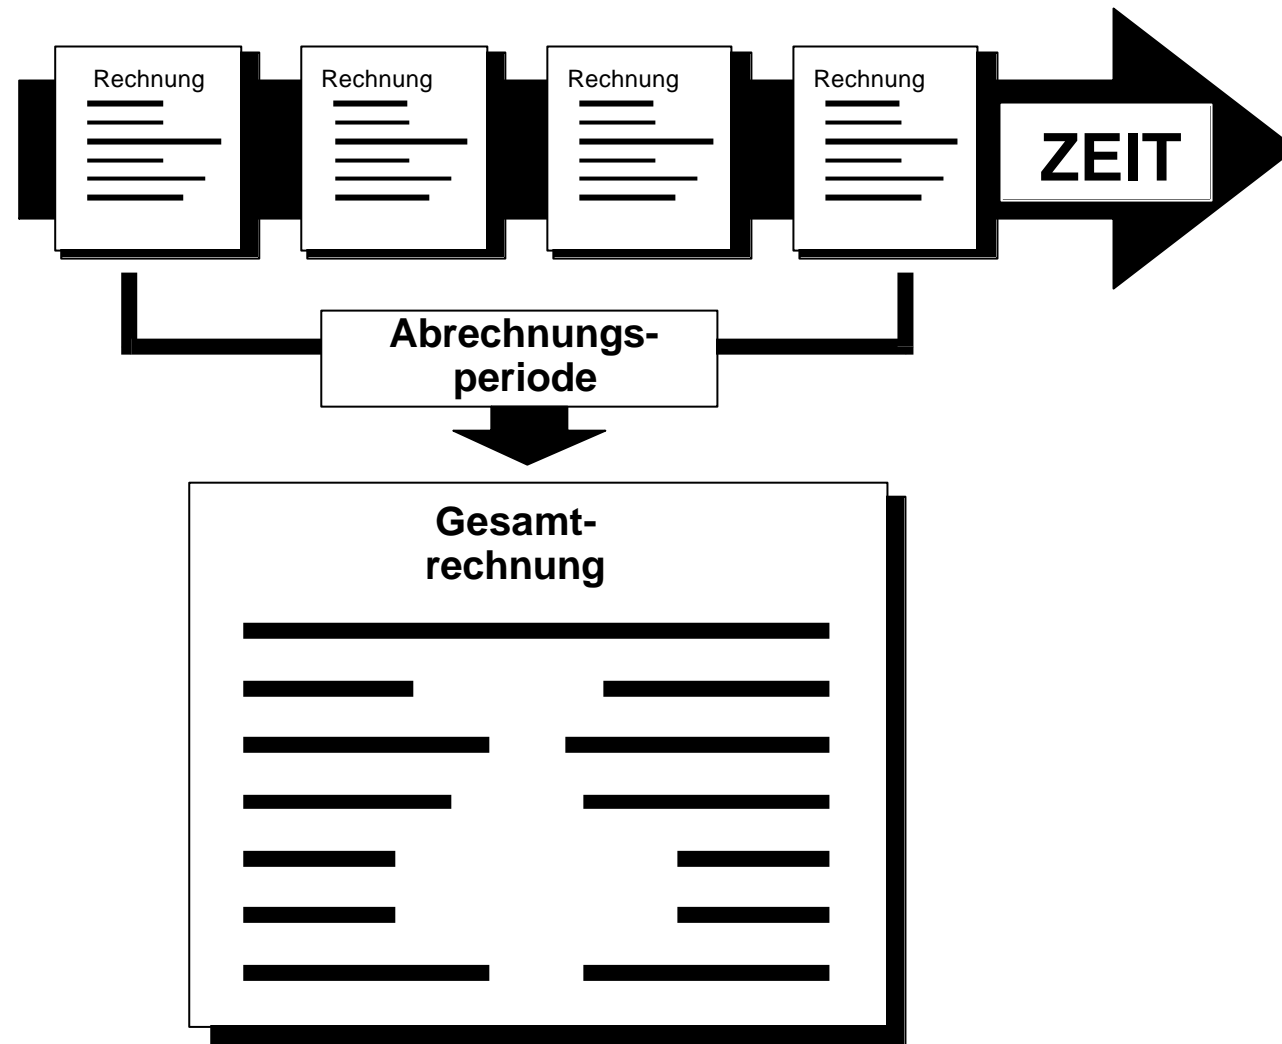 Rechnung
Rechnung
Rechnung
Rechnung
ZEIT
Abrechnungs-
periode
Gesamt-
rechnung